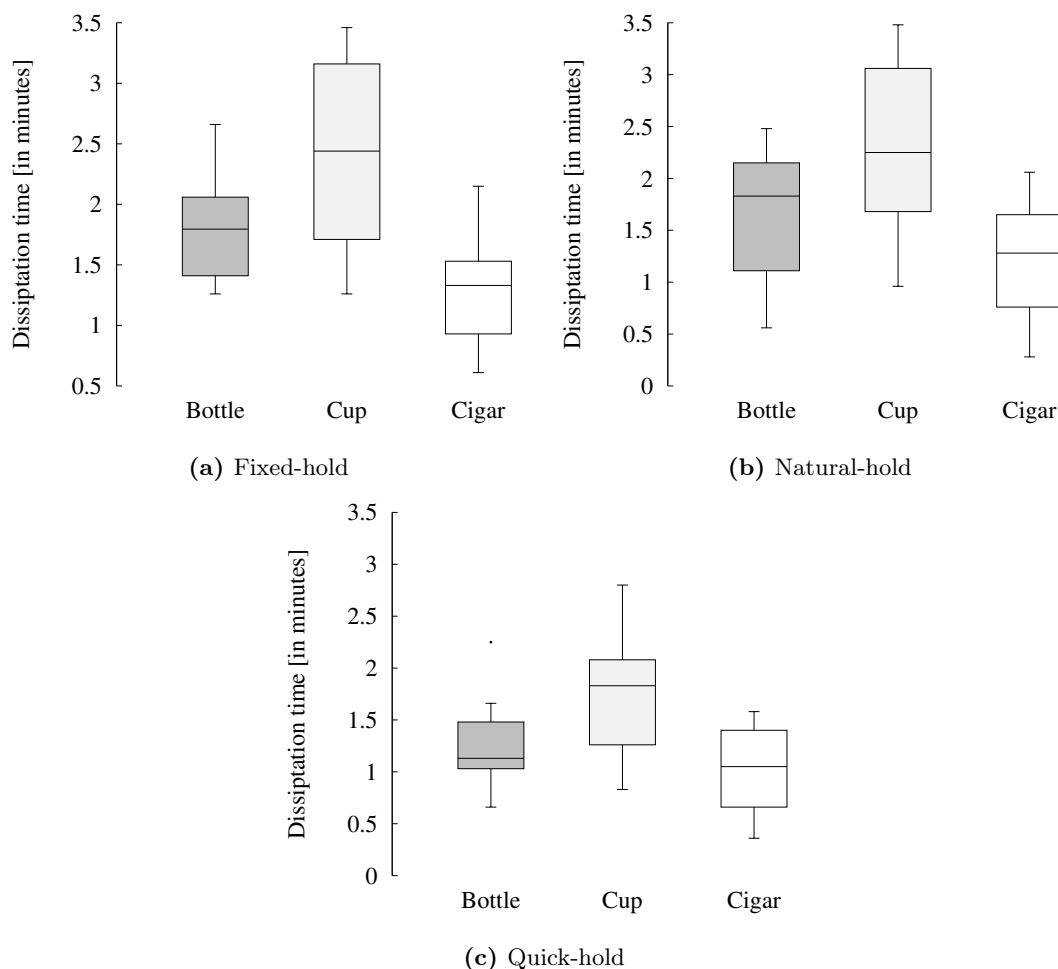 Dissiptation time [in minutes]
3.5
3
2.5
2
1.5
1
0.5
Bottle Cup Cigar
(a) Fixed-hold
Dissiptation time [in minutes]
3.5
3
2.5
2
1.5
1
0.5
0
Bottle Cup Cigar
(b) Natural-hold
Dissiptation time [in minutes]
3.5
3
2.5
2
1.5
1
0.5
0
Bottle Cup Cigar
(c) Quick-hold